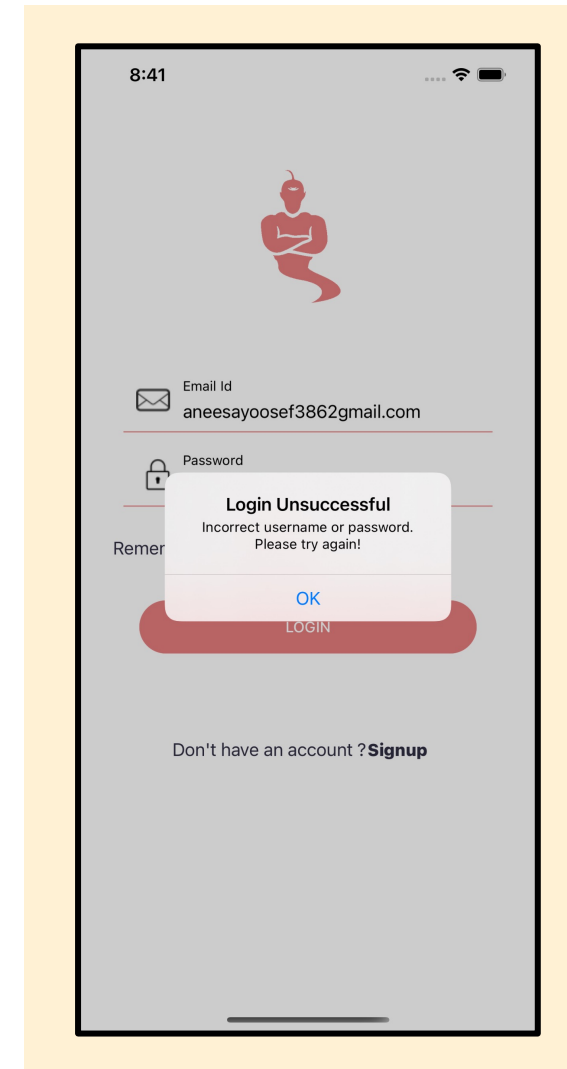 8:41
Email Id
aneesayoosef3862gmail.com
Password
Login Unsuccessful
Incorrect username or password.
Please try again!
Remem
OK
LOGIN
Don't have an account ?Signup